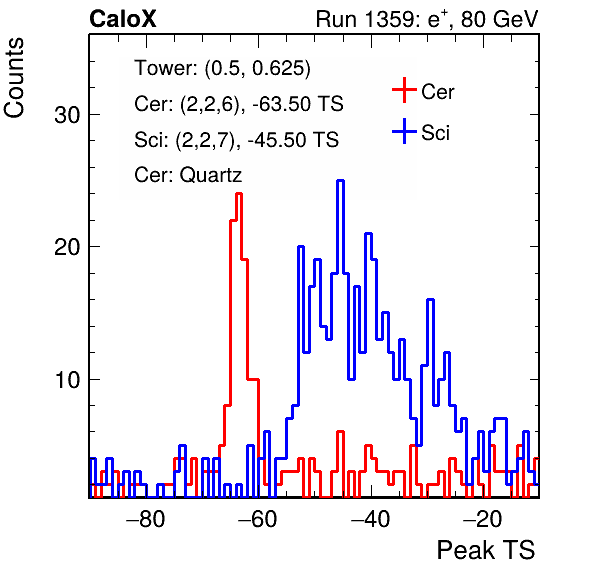 CaloX Run 1359: e⁺, 80 GeV
Counts
Tower: (0.5, 0.625)
Cer: (2,2,6), -63.50 TS
Sci: (2,2,7), -45.50 TS
Cer: Quartz
Cer
Sci
30
20
10
−80 −60 −40 −20
Peak TS